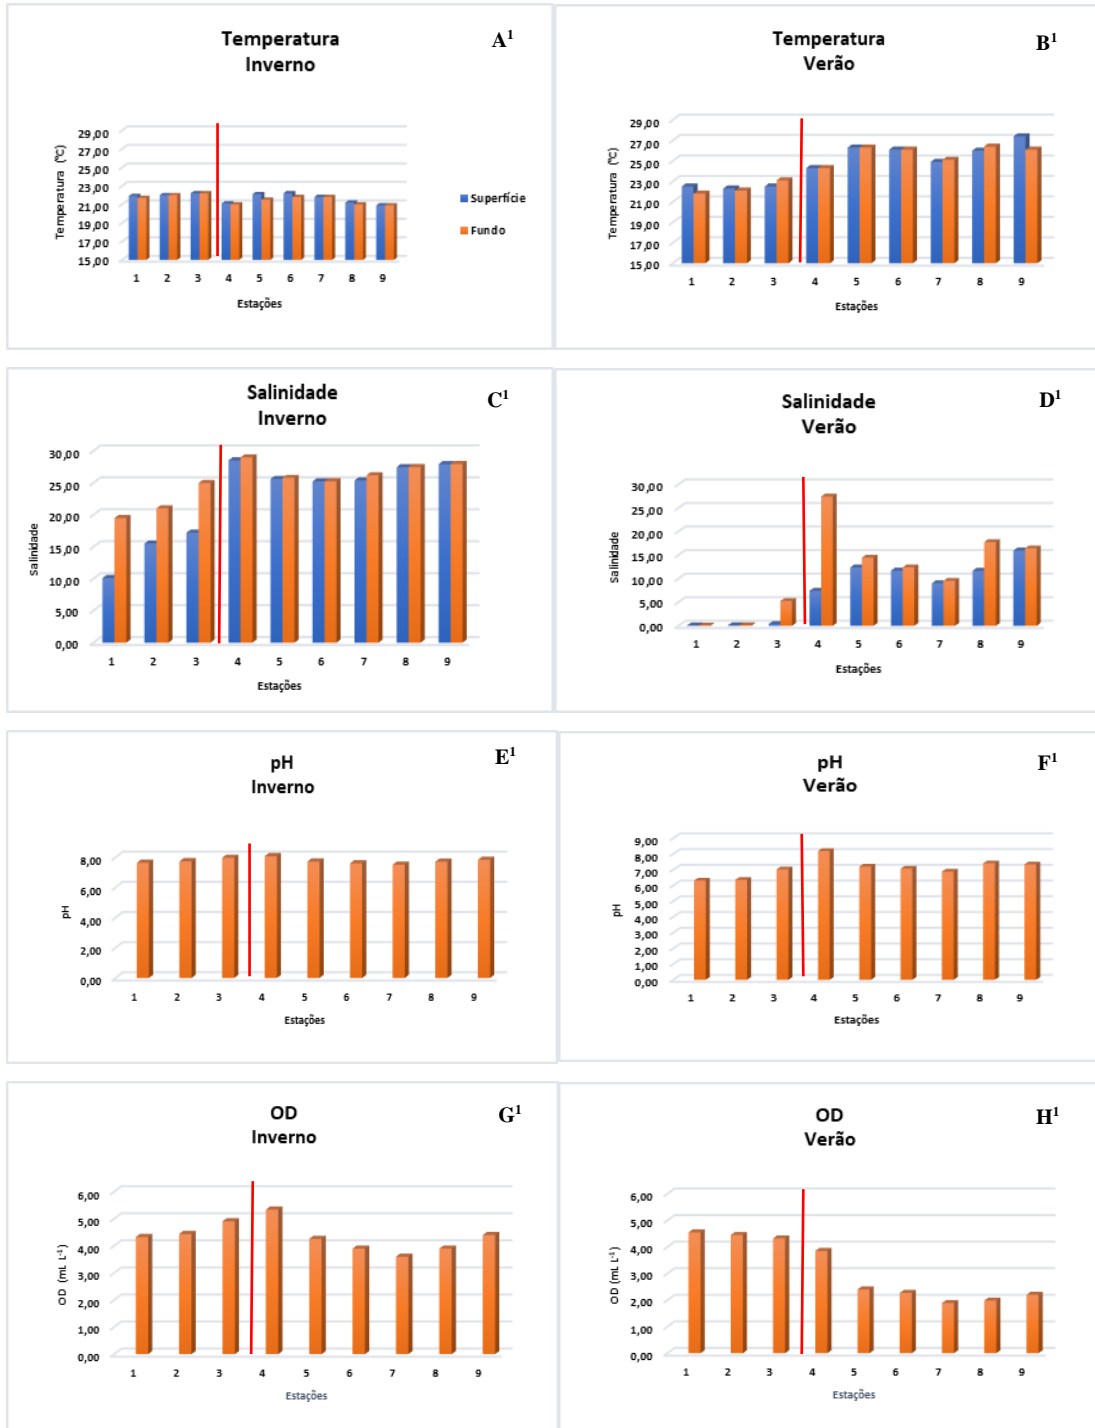 Temperatura
Inverno
A¹
Temperatura (ºC)
29,00
27,00
25,00
23,00
21,00
19,00
17,00
15,00
1 2 3 4 5 6 7 8 9
Estações
Superfície
Fundo
Temperatura
Verão
B¹
Temperatura (ºC)
29,00
27,00
25,00
23,00
21,00
19,00
17,00
15,00
1 2 3 4 5 6 7 8 9
Estações
Salinidade
Inverno
C¹
Salinidade
30,00
25,00
20,00
15,00
10,00
5,00
0,00
1 2 3 4 5 6 7 8 9
Estações
Salinidade
Verão
D¹
Salinidade
30,00
25,00
20,00
15,00
10,00
5,00
0,00
1 2 3 4 5 6 7 8 9
Estações
pH
Inverno
E¹
pH
8,00
6,00
4,00
2,00
0,00
1 2 3 4 5 6 7 8 9
Estações
pH
Verão
F¹
pH
9,00
8,00
7,00
6,00
5,00
4,00
3,00
2,00
1,00
0,00
1 2 3 4 5 6 7 8 9
Estações
OD
Inverno
G¹
OD (mL L⁻¹)
6,00
5,00
4,00
3,00
2,00
1,00
0,00
1 2 3 4 5 6 7 8 9
Estações
OD
Verão
H¹
OD (mL L⁻¹)
6,00
5,00
4,00
3,00
2,00
1,00
0,00
1 2 3 4 5 6 7 8 9
Estações